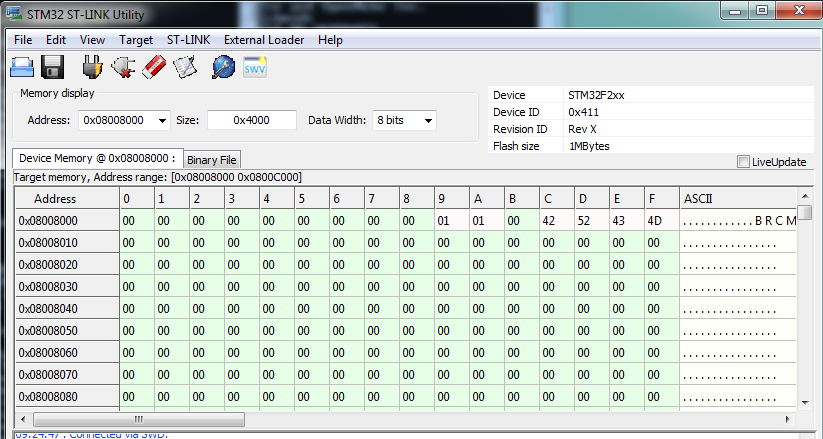 STM32 ST-LINK Utility
File Edit View Target ST-LINK External Loader Help
SWV
Memory display
Address: 0x08008000 Size: 0x4000 Data Width: 8 bits
Device STM32F2xx
Device ID 0x411
Revision ID Rev X
Flash size 1MBytes
Device Memory @ 0x08008000 : Binary File
LiveUpdate
Target memory, Address range: [0x08008000 0x0800C000]
Address 0 1 2 3 4 5 6 7 8 9 A B C D E F ASCII
0x08008000 00 00 00 00 00 00 00 00 00 01 01 00 42 52 43 4D ............BRCM
0x08008010 00 00 00 00 00 00 00 00 00 00 00 00 00 00 00 00 ................
0x08008020 00 00 00 00 00 00 00 00 00 00 00 00 00 00 00 00 ................
0x08008030 00 00 00 00 00 00 00 00 00 00 00 00 00 00 00 00 ................
0x08008040 00 00 00 00 00 00 00 00 00 00 00 00 00 00 00 00 ................
0x08008050 00 00 00 00 00 00 00 00 00 00 00 00 00 00 00 00 ................
0x08008060 00 00 00 00 00 00 00 00 00 00 00 00 00 00 00 00 ................
0x08008070 00 00 00 00 00 00 00 00 00 00 00 00 00 00 00 00 ................
0x08008080 00 00 00 00 00 00 00 00 00 00 00 00 00 00 00 00 ................
09:24:47 : Connected via SWD.